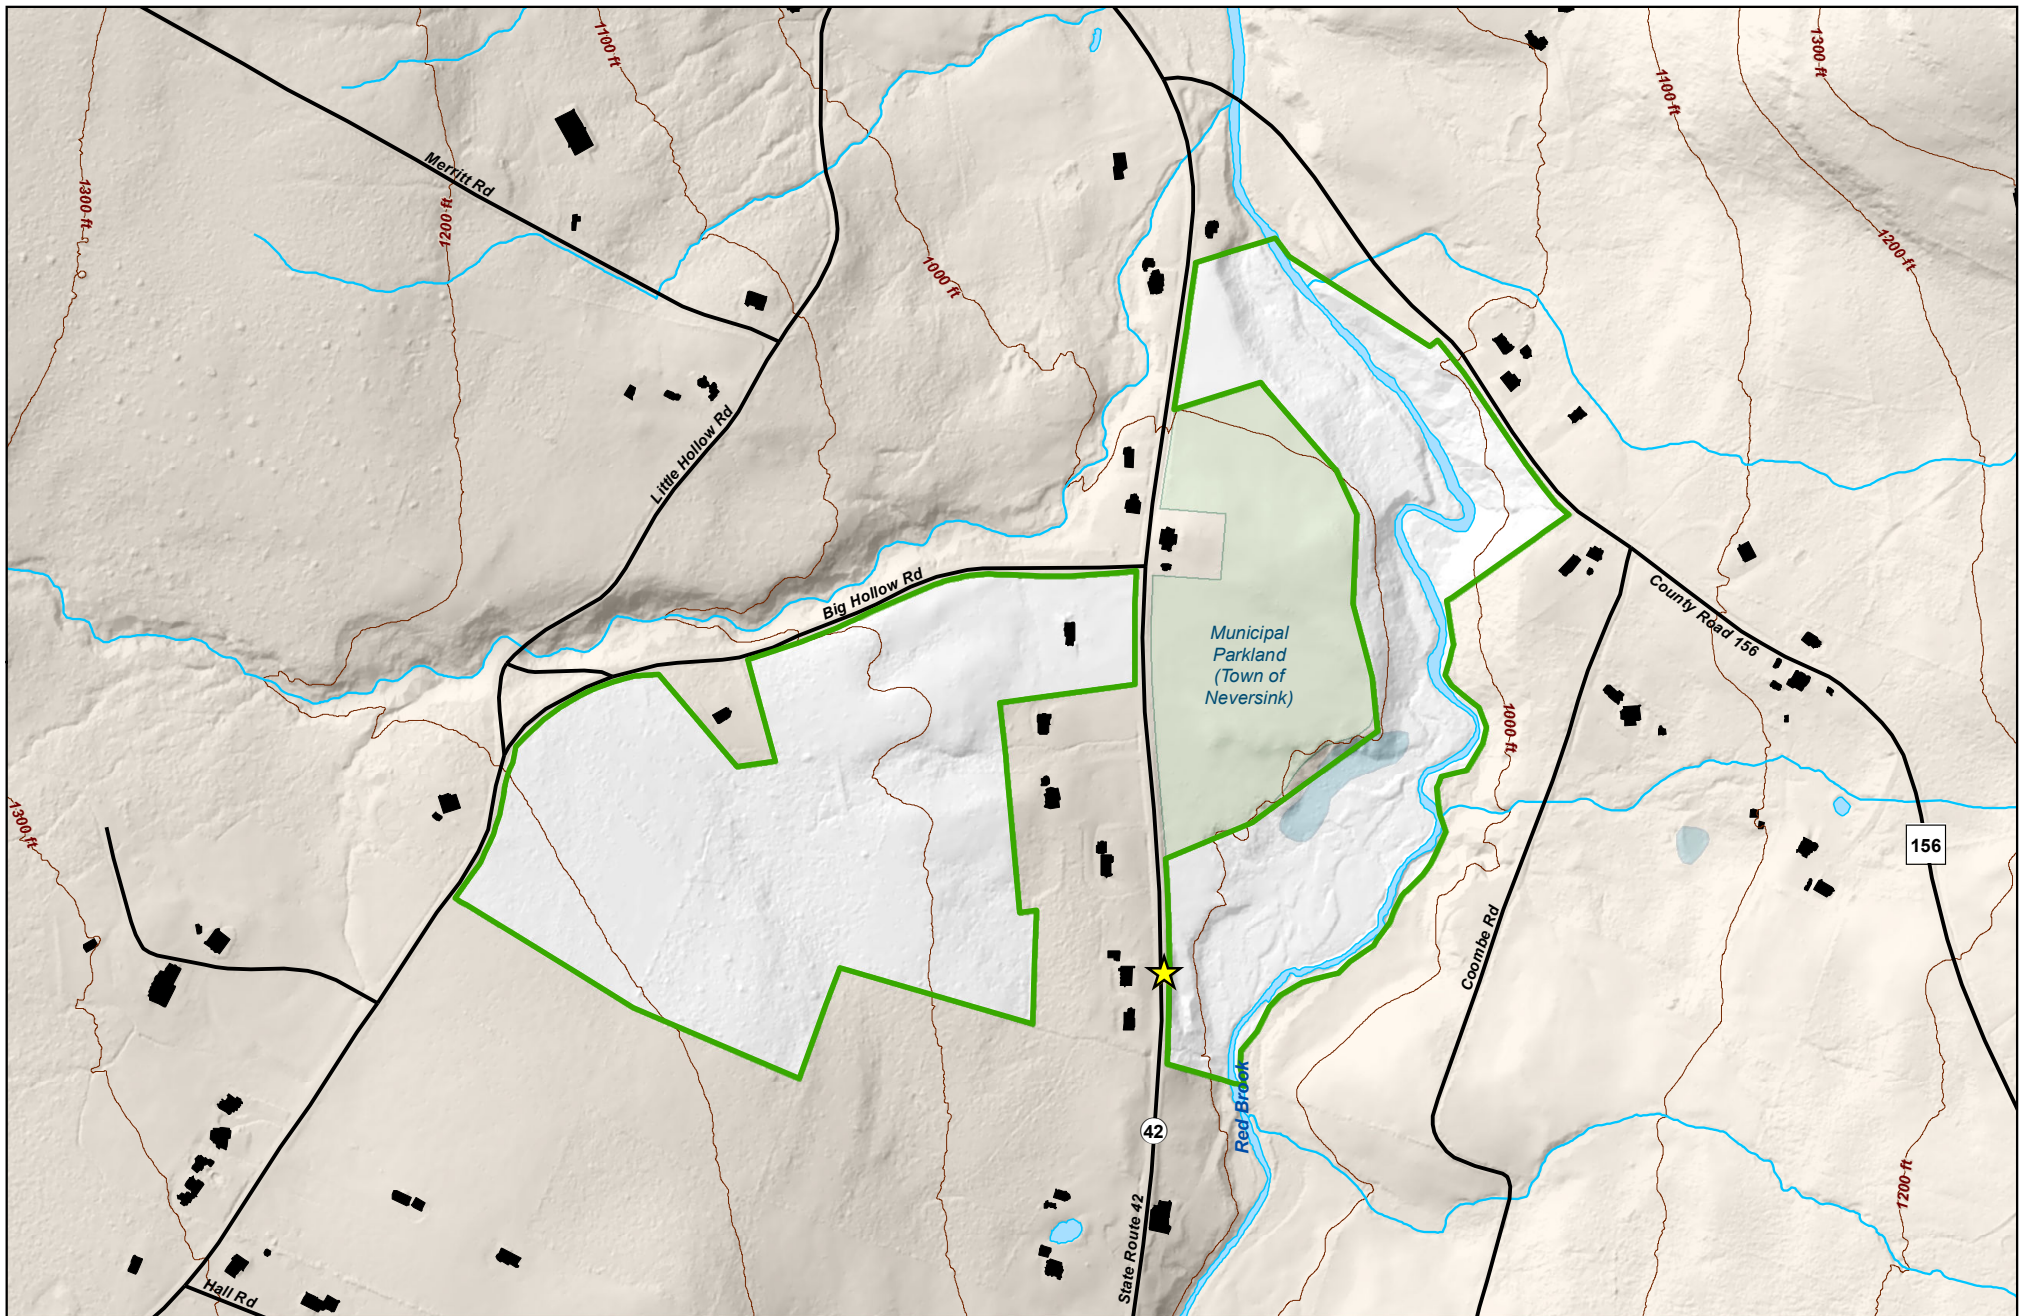 1100 ft
1300 ft
1100 ft
Merritt Rd
1300 ft
1200 ft
1200 ft
1000 ft
Little Hollow Rd
Big Hollow Rd
County Road 156
Municipal
Parkland
(Town of
Neversink)
1000 ft
1300 ft
156
Coombe Rd
Red Brook
42
1200 ft
State Route 42
Hall Rd